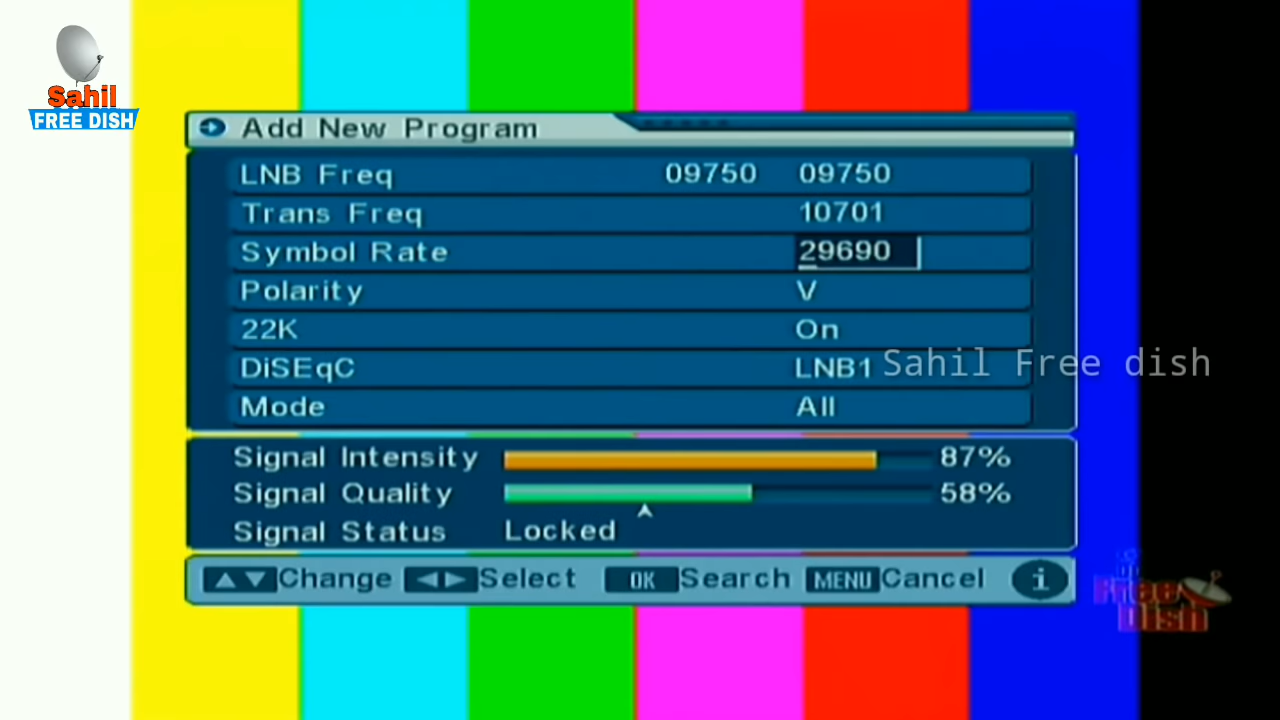 Sahil
FREE DISH
Add New Program
LNB Freq 09750 09750
Trans Freq 10701
Symbol Rate 29690
Polarity V
22K On
DiSEqC LNB1
Sahil Free dish
Mode All
Signal Intensity 87%
Signal Quality 58%
Signal Status Locked
Change Select OK Search MENU Cancel i
Free
Dish